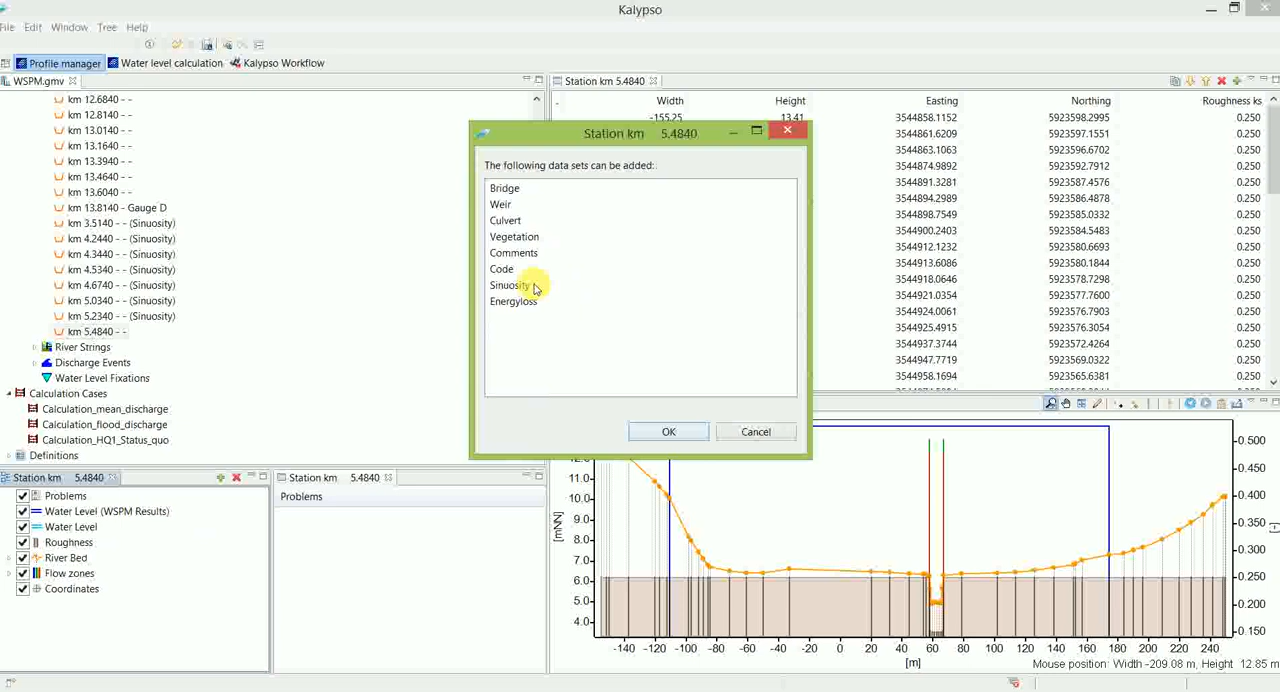 Kalypso
File Edit Window Tree Help
Profile manager Water level calculation Kalypso Workflow
WSPM.gmv
km 12.6840 - -
km 12.8140 - -
km 13.0140 - -
km 13.1640 - -
km 13.3940 - -
km 13.4640 - -
km 13.6040 - -
km 13.8140 - Gauge D
km 3.5140 - - (Sinuosity)
km 4.2440 - - (Sinuosity)
km 4.3440 - - (Sinuosity)
km 4.5340 - - (Sinuosity)
km 4.6740 - - (Sinuosity)
km 5.0340 - - (Sinuosity)
km 5.2340 - - (Sinuosity)
km 5.4840 - -
River Strings
Discharge Events
Water Level Fixations
Calculation Cases
Calculation_mean_discharge
Calculation_flood_discharge
Calculation_HQ1_Status_quo
Definitions
Station km 5.4840
Width Height Easting Northing Roughness ks
-155.25 13.41 3544858.1152 5923598.2995 0.250
3544861.6209 5923597.1551 0.250
3544863.1063 5923596.6702 0.250
3544874.9892 5923592.7912 0.250
3544891.3281 5923587.4576 0.250
3544894.2989 5923586.4878 0.250
3544898.7549 5923585.0332 0.250
3544900.2403 5923584.5483 0.250
3544912.1232 5923580.6693 0.250
3544913.6086 5923580.1844 0.250
3544918.0646 5923578.7298 0.250
3544921.0354 5923577.7600 0.250
3544924.0061 5923576.7903 0.250
3544925.4915 5923576.3054 0.250
3544937.3744 5923572.4264 0.250
3544947.7719 5923569.0322 0.250
3544958.1694 5923565.6381 0.250
Station km 5.4840
The following data sets can be added:
Bridge
Weir
Culvert
Vegetation
Comments
Code
Sinuosity
Energyloss
OK Cancel
Station km 5.4840
Problems
Water Level (WSPM Results)
Water Level
Roughness
River Bed
Flow zones
Coordinates
Station km 5.4840
Problems
[mNN]
12.0
11.0
10.0
9.0
8.0
7.0
6.0
5.0
4.0
0.500
0.450
0.400
0.350
0.300
0.250
0.200
0.150
-140 -120 -100 -80 -60 -40 -20 0 20 40 60 80 100 120 140 160 180 200 220 240
[m]
Mouse position: Width -209.08 m, Height 12.85 m